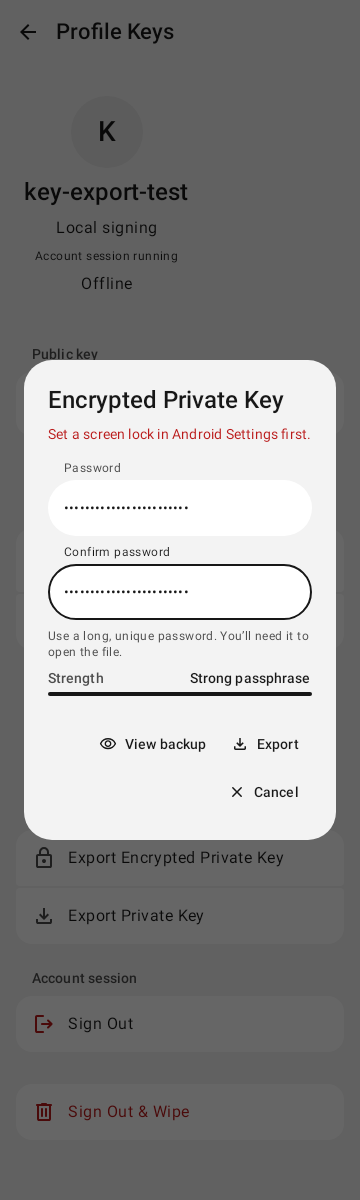 Profile Keys
K
key-export-test
Local signing
Account session running
Offline
Public key
Encrypted Private Key
Set a screen lock in Android Settings first.
Password
••••••••••••••••••••••••
Confirm password
••••••••••••••••••••••••
Use a long, unique password. You’ll need it to
open the file.
Strength Strong passphrase
View backup Export
Cancel
Export Encrypted Private Key
Export Private Key
Account session
Sign Out
Sign Out & Wipe